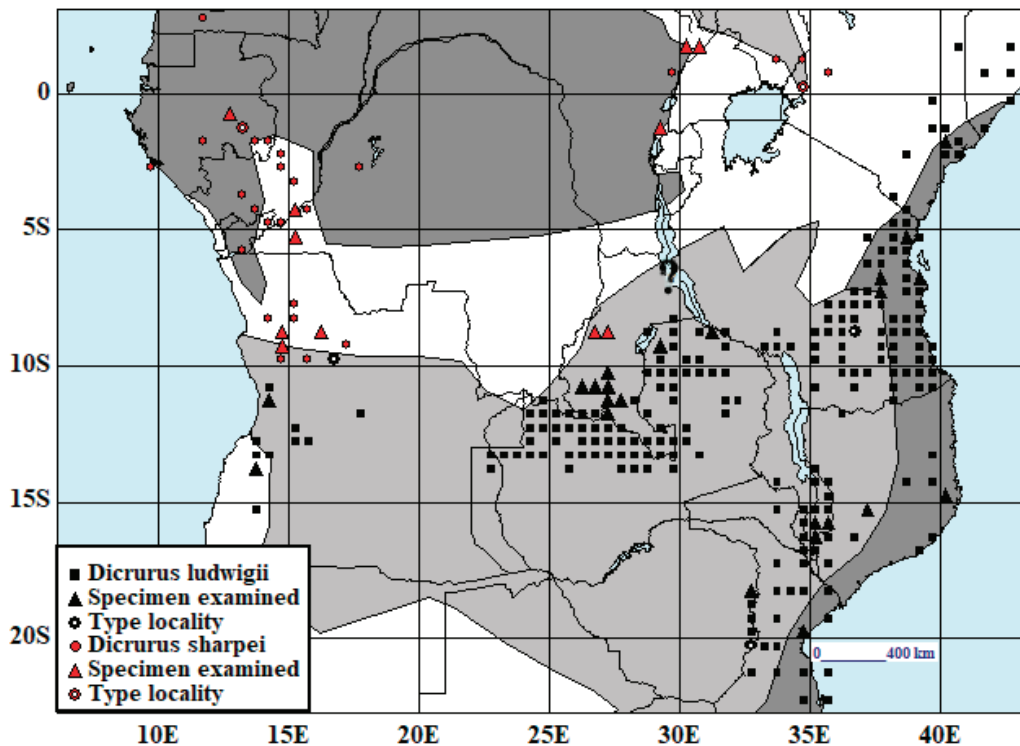 0
5S
?
10S
15S
Dicrurus ludwigii
Specimen examined
Type locality
Dicrurus sharpei
Specimen examined
Type locality
20S
0 400 km
10E 15E 20E 25E 30E 35E 40E